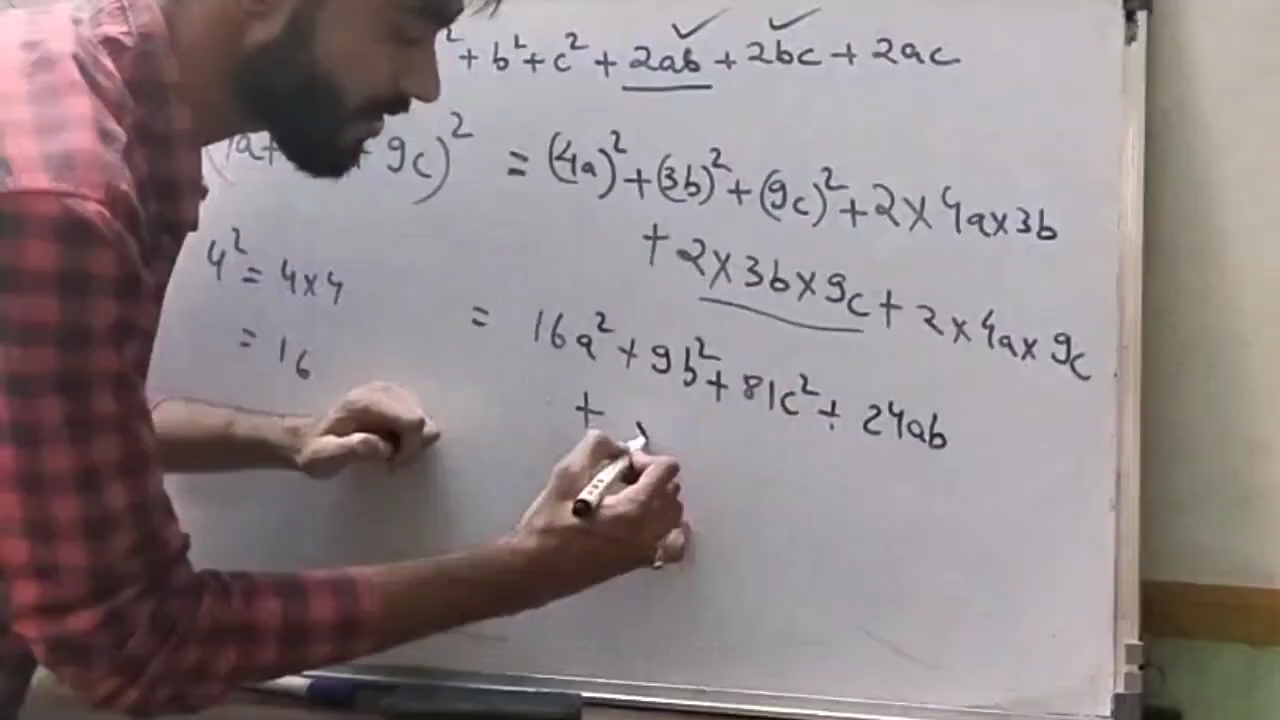 ² + b² + c² + 2ab + 2bc + 2ac
9c)² = (4a)² + (3b)² + (9c)² + 2×4a×3b
+ 2×3b×9c + 2×4a×9c
4² = 4×4
= 16
= 16a² + 9b² + 81c² + 24ab
+